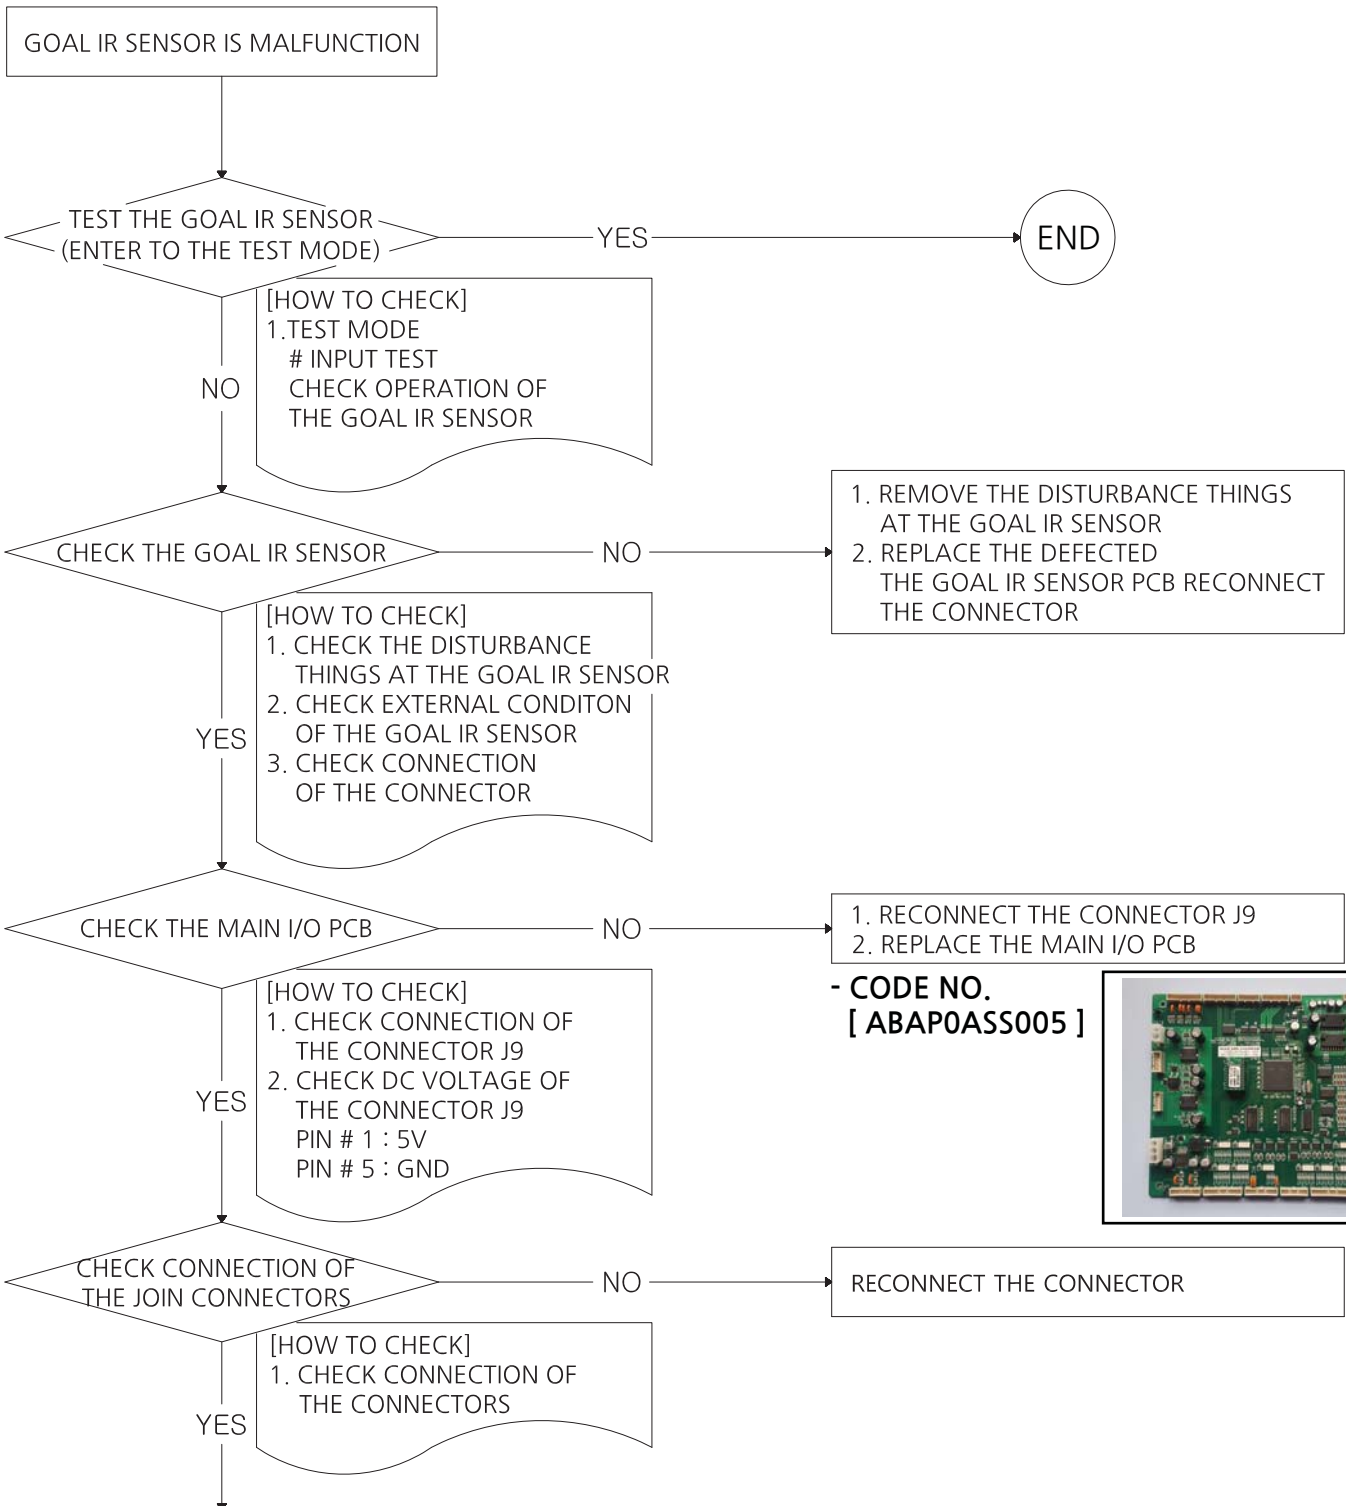 GOAL IR SENSOR IS MALFUNCTION
TEST THE GOAL IR SENSOR
(ENTER TO THE TEST MODE)
YES
END
[HOW TO CHECK]
1.TEST MODE
# INPUT TEST
CHECK OPERATION OF
THE GOAL IR SENSOR
NO
CHECK THE GOAL IR SENSOR
NO
1. REMOVE THE DISTURBANCE THINGS
AT THE GOAL IR SENSOR
2. REPLACE THE DEFECTED
THE GOAL IR SENSOR PCB RECONNECT
THE CONNECTOR
[HOW TO CHECK]
1. CHECK THE DISTURBANCE
THINGS AT THE GOAL IR SENSOR
2. CHECK EXTERNAL CONDITON
OF THE GOAL IR SENSOR
3. CHECK CONNECTION
OF THE CONNECTOR
YES
CHECK THE MAIN I/O PCB
NO
1. RECONNECT THE CONNECTOR J9
2. REPLACE THE MAIN I/O PCB
- CODE NO.
[ ABAP0ASS005 ]
[HOW TO CHECK]
1. CHECK CONNECTION OF
THE CONNECTOR J9
2. CHECK DC VOLTAGE OF
THE CONNECTOR J9
PIN # 1 : 5V
PIN # 5 : GND
YES
CHECK CONNECTION OF
THE JOIN CONNECTORS
NO
RECONNECT THE CONNECTOR
[HOW TO CHECK]
1. CHECK CONNECTION OF
THE CONNECTORS
YES